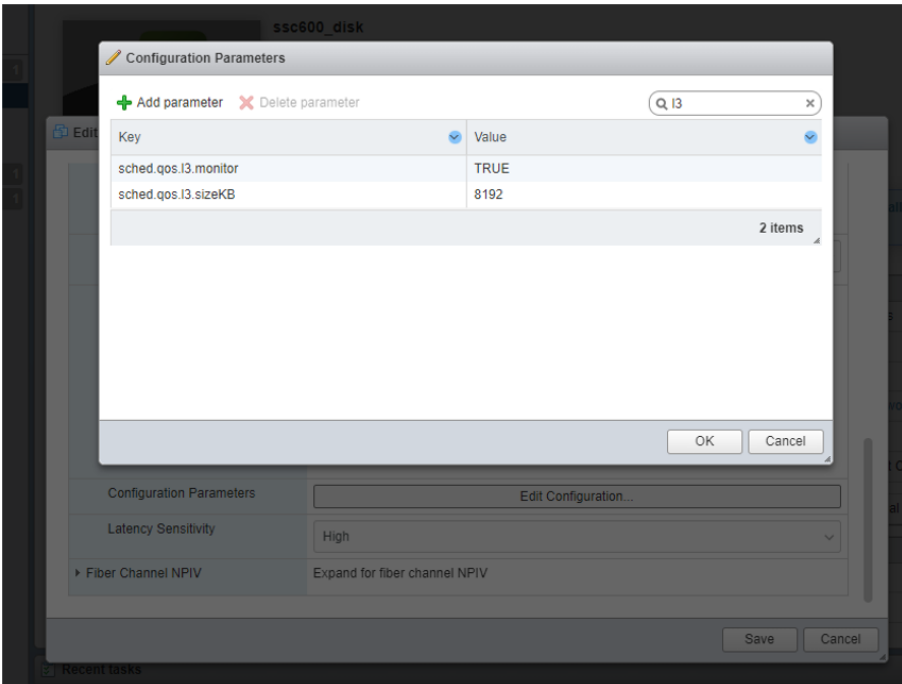 ssc600_disk
Configuration Parameters
Add parameter Delete parameter l3
Edit
Key Value
sched.qos.l3.monitor TRUE
sched.qos.l3.sizeKB 8192
2 items
OK Cancel
Configuration Parameters Edit Configuration...
Latency Sensitivity High
Fiber Channel NPIV Expand for fiber channel NPIV
Save Cancel
Recent tasks